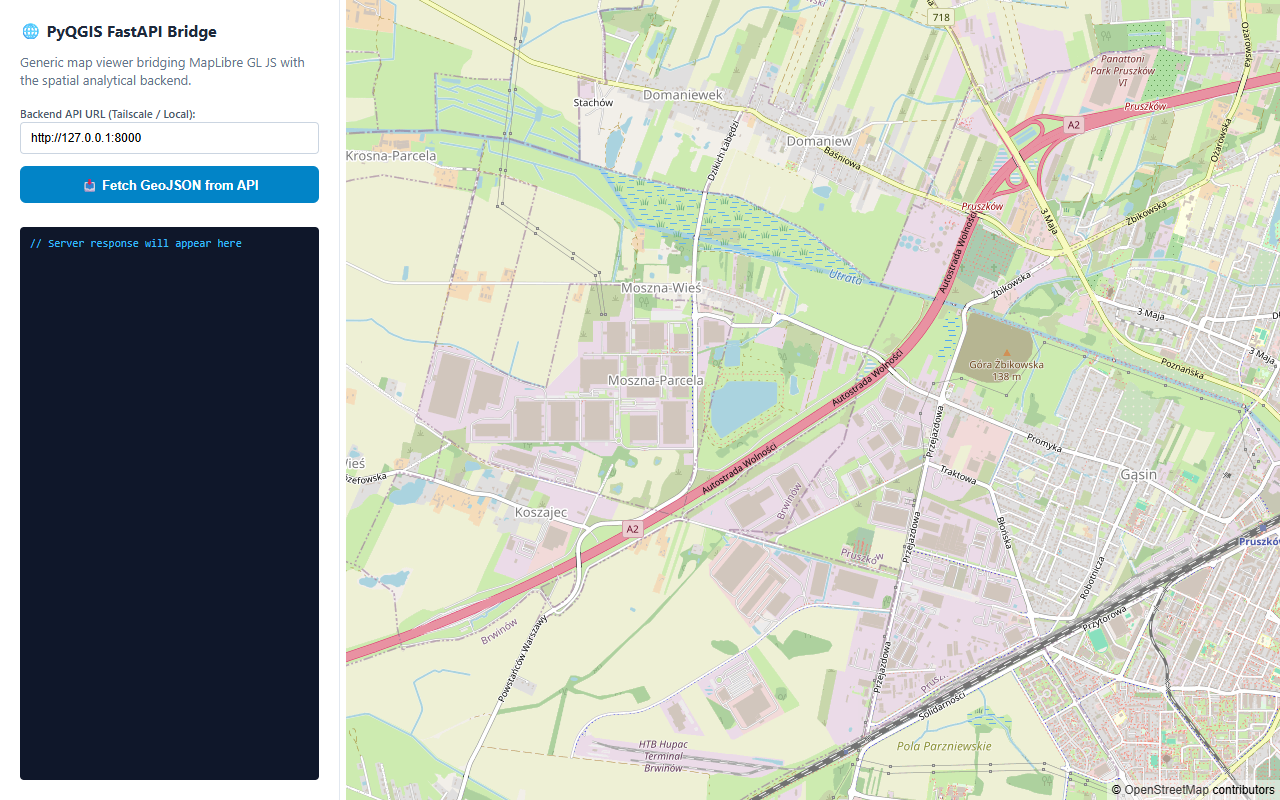 🌐 PyQGIS FastAPI Bridge
Generic map viewer bridging MapLibre GL JS with
the spatial analytical backend.
Backend API URL (Tailscale / Local):
http://127.0.0.1:8000
📥 Fetch GeoJSON from API
// Server response will appear here
718
Ożarowska
Panattoni
Park Pruszków
VI
Stachów
Domaniewek
Pruszków
A2
Dzikich Łabędzi
Domaniew
Baśniowa
Ożarowska
Krosna-Parcela
Pruszków
3 Maja
Żbikowska
Autostrada Wolności
Utrata
Żbikowska
Moszna-Wieś
3 Maja
3 Maja
Góra Żbikowska
138 m
Poznańska
Autostrada Wolności
Moszna-Parcela
Przejazdowa
Promyka
Autostrada Wolności
Traktowa
Gąsin
Brwinów
Koszajec
A2
Błońska
Przejazdowa
Pruszków
Robotnicza
Przytorowa
Brwinów
Powstańców Warszawy
Przejazdowa
Solidarności
HTB Hupac
Terminal
Brwinów
Pola Parzniewskie
© OpenStreetMap contributors